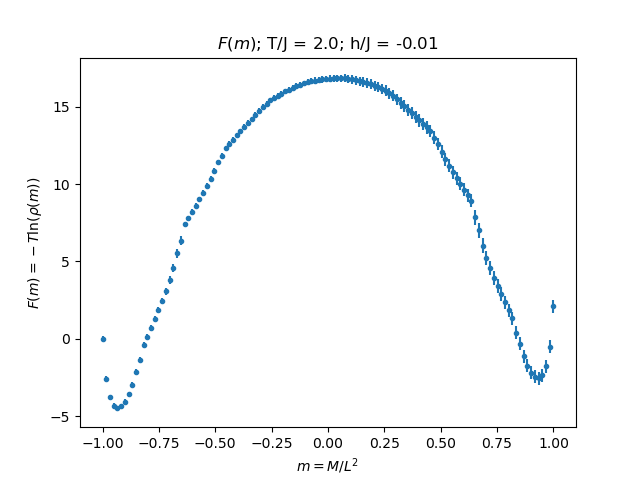 F(m); T/J = 2.0; h/J = -0.01
F(m) = −T ln(ρ(m))
15
10
5
0
−5
−1.00 −0.75 −0.50 −0.25 0.00 0.25 0.50 0.75 1.00
m = M/L²